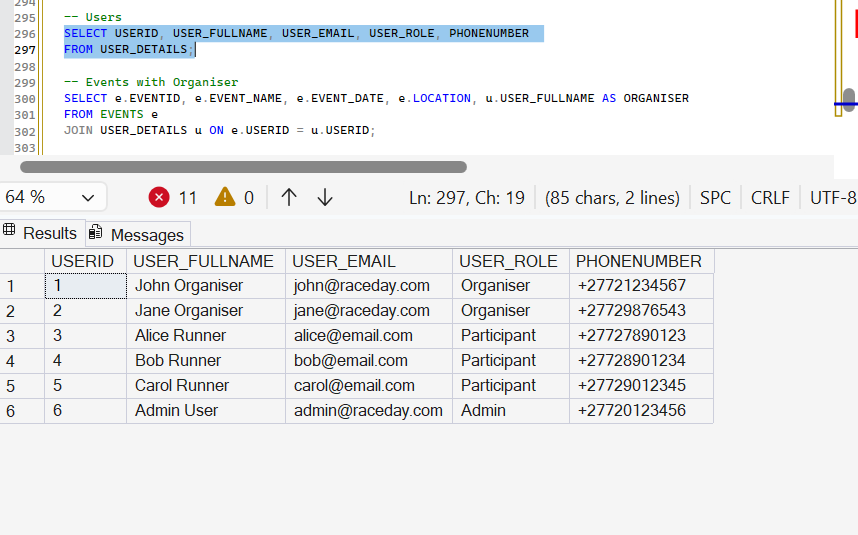 294
295 -- Users
296 SELECT USERID, USER_FULLNAME, USER_EMAIL, USER_ROLE, PHONENUMBER
297 FROM USER_DETAILS;
298
299 -- Events with Organiser
300 SELECT e.EVENTID, e.EVENT_NAME, e.EVENT_DATE, e.LOCATION, u.USER_FULLNAME AS ORGANISER
301 FROM EVENTS e
302 JOIN USER_DETAILS u ON e.USERID = u.USERID;
303
64 % 11 0 Ln: 297, Ch: 19 (85 chars, 2 lines) SPC CRLF UTF-8
Results Messages
USERID USER_FULLNAME USER_EMAIL USER_ROLE PHONENUMBER
1 1 John Organiser john@raceday.com Organiser +27721234567
2 2 Jane Organiser jane@raceday.com Organiser +27729876543
3 3 Alice Runner alice@email.com Participant +27727890123
4 4 Bob Runner bob@email.com Participant +27728901234
5 5 Carol Runner carol@email.com Participant +27729012345
6 6 Admin User admin@raceday.com Admin +27720123456